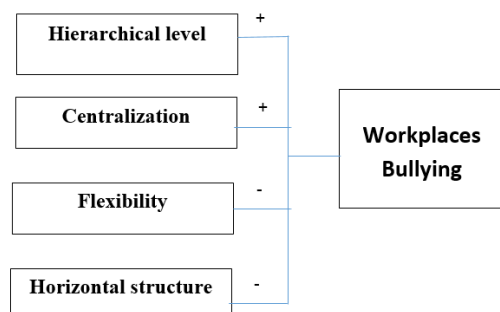 Hierarchical level
+
Centralization
+
Flexibility
-
Horizontal structure
-
Workplaces
Bullying